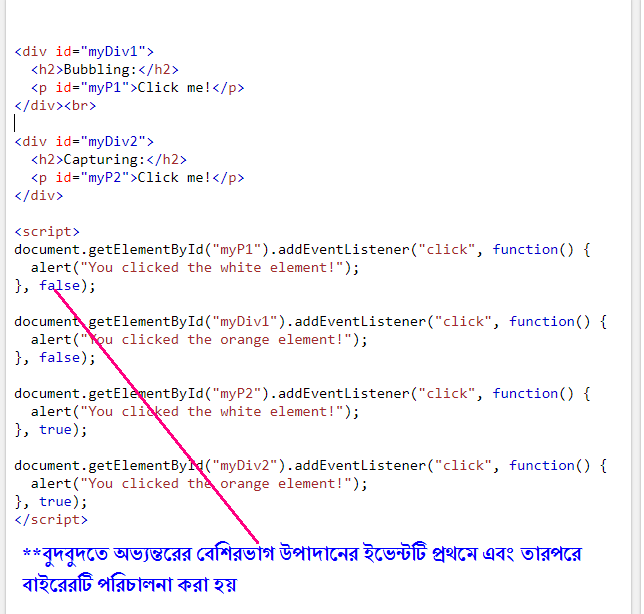 <div id="myDiv1">
  <h2>Bubbling:</h2>
  <p id="myP1">Click me!</p>
</div><br>
<div id="myDiv2">
  <h2>Capturing:</h2>
  <p id="myP2">Click me!</p>
</div>
<script>
document.getElementById("myP1").addEventListener("click", function() {
  alert("You clicked the white element!");
}, false);
document.getElementById("myDiv1").addEventListener("click", function() {
  alert("You clicked the orange element!");
}, false);
document.getElementById("myP2").addEventListener("click", function() {
  alert("You clicked the white element!");
}, true);
document.getElementById("myDiv2").addEventListener("click", function() {
  alert("You clicked the orange element!");
}, true);
</script>
**বুদবুদতে অভ্যন্তরের বেশিরভাগ উপাদানের ইভেন্টটি প্রথমে এবং তারপরে
বাইরেরটি পরিচালনা করা হয়